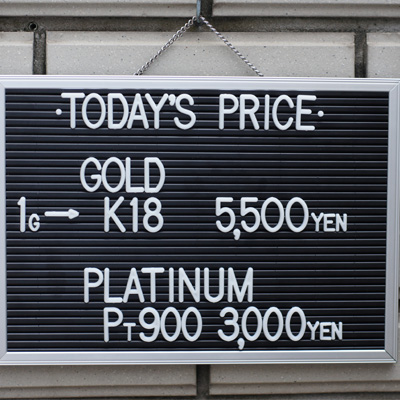 ·TODAY'S PRICE·
GOLD
1G→ K18 5,500YEN
PLATINUM
PT900 3,000YEN